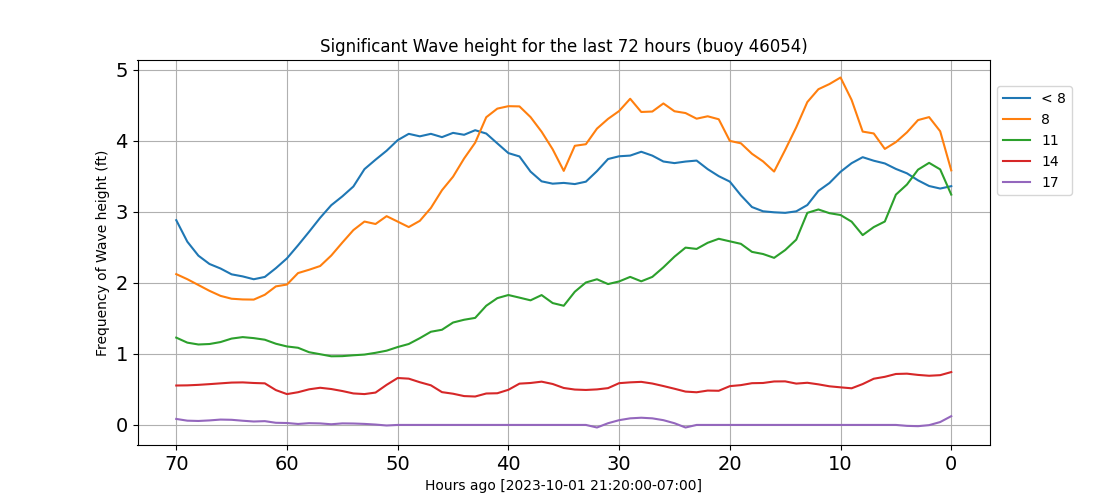 Significant Wave height for the last 72 hours (buoy 46054)
Frequency of Wave height (ft)
5
4
3
2
1
0
70 60 50 40 30 20 10 0
Hours ago [2023-10-01 21:20:00-07:00]
< 8
8
11
14
17